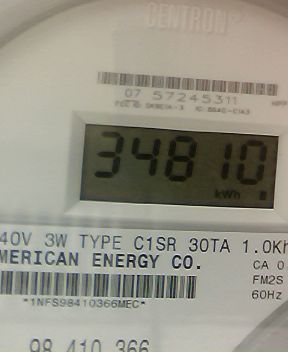 CENTRON
07 57245311
34810
kWh
40V 3W TYPE C1SR 30TA 1.0Kh
MERICAN ENERGY CO.
CA 0.
FM2S
60Hz
*1NFS98410366MEC*
98 410 366